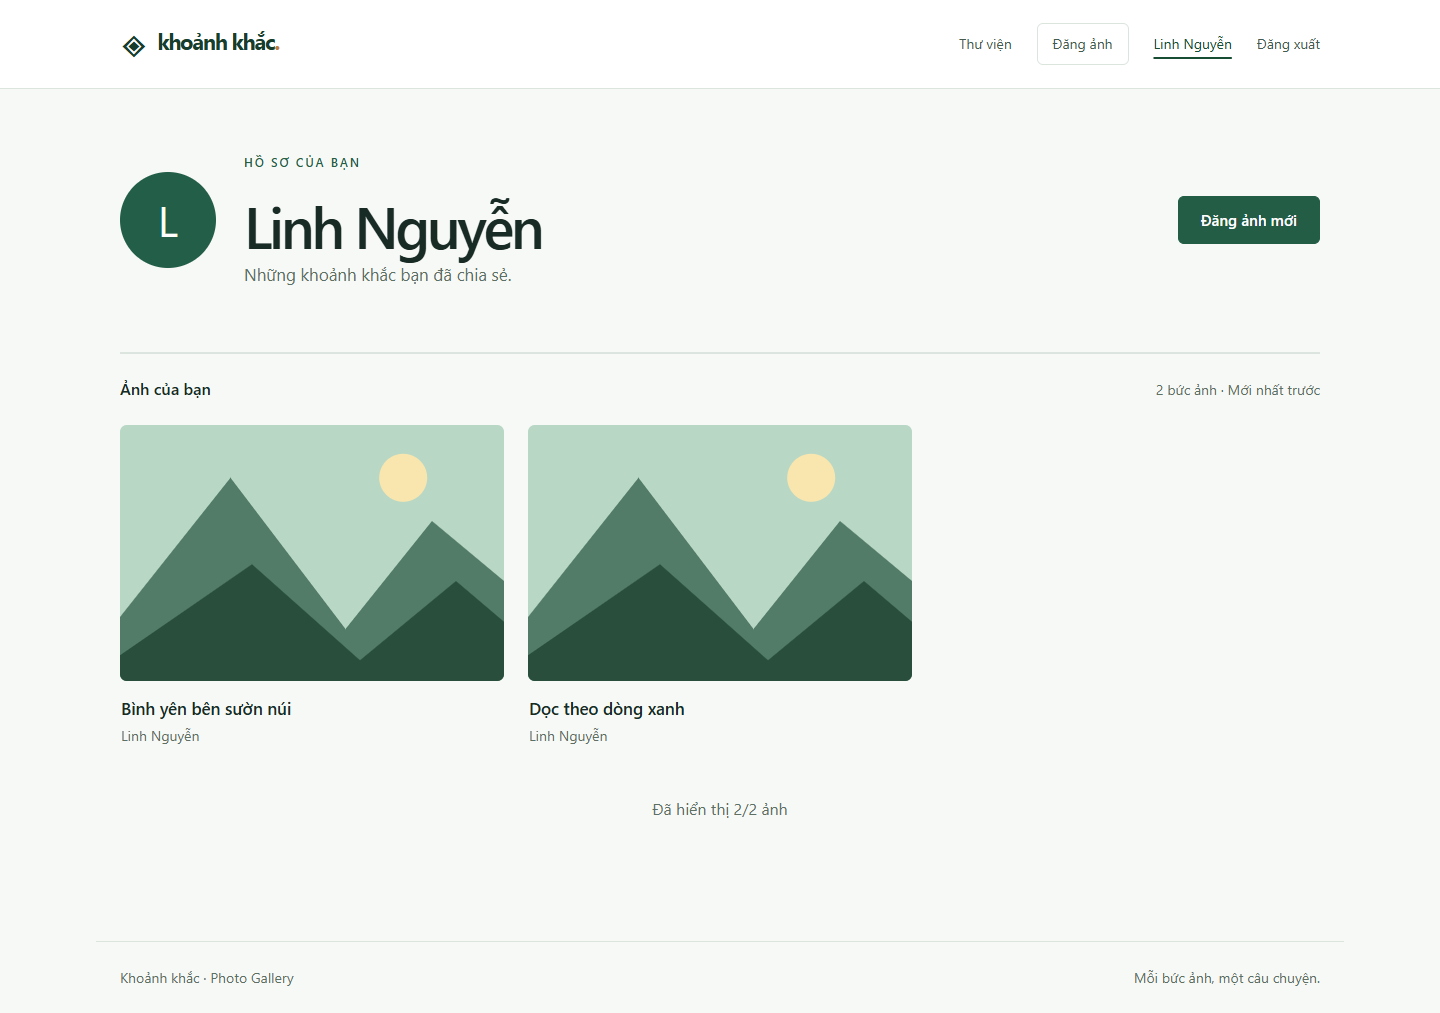 khoảnh khắc.
Thư viện
Đăng ảnh
Linh Nguyễn
Đăng xuất
HỒ SƠ CỦA BẠN
L
Linh Nguyễn
Những khoảnh khắc bạn đã chia sẻ.
Đăng ảnh mới
Ảnh của bạn
2 bức ảnh · Mới nhất trước
Bình yên bên sườn núi
Linh Nguyễn
Dọc theo dòng xanh
Linh Nguyễn
Đã hiển thị 2/2 ảnh
Khoảnh khắc · Photo Gallery
Mỗi bức ảnh, một câu chuyện.